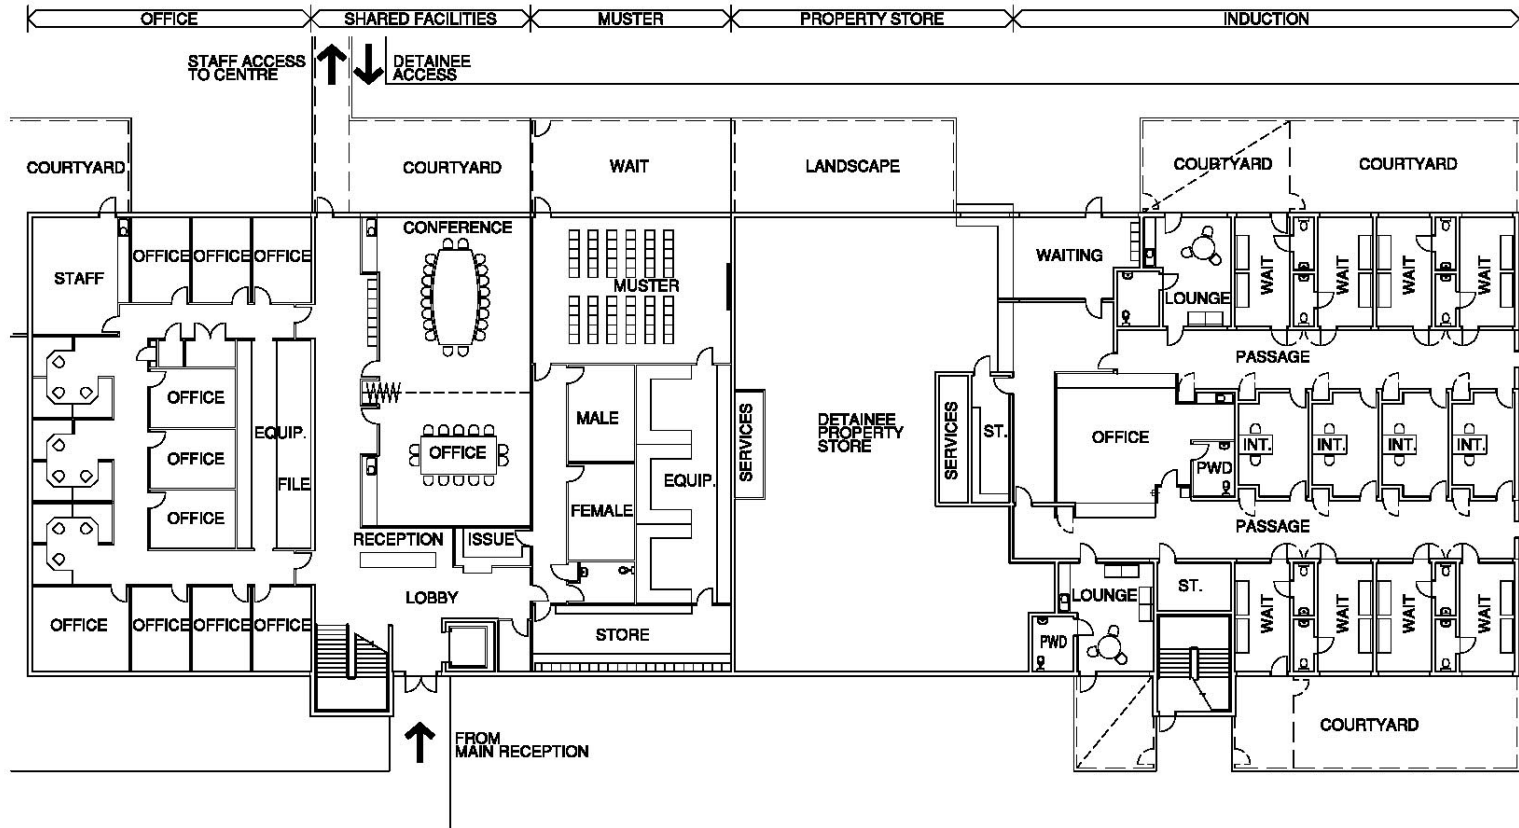 OFFICE
SHARED FACILITIES
MUSTER
PROPERTY STORE
INDUCTION
STAFF ACCESS
TO CENTRE
DETAINEE
ACCESS
COURTYARD
COURTYARD
WAIT
LANDSCAPE
COURTYARD
COURTYARD
CONFERENCE
STAFF
OFFICE
OFFICE
OFFICE
MUSTER
WAITING
LOUNGE
WAIT
WAIT
WAIT
WAIT
PASSAGE
OFFICE
EQUIP.
OFFICE
FILE
OFFICE
OFFICE
MALE
FEMALE
EQUIP.
SERVICES
DETAINEE
PROPERTY
STORE
SERVICES
ST.
OFFICE
PWD
INT.
INT.
INT.
INT.
PASSAGE
RECEPTION
ISSUE
LOBBY
STORE
OFFICE
OFFICE
OFFICE
OFFICE
LOUNGE
PWD
ST.
WAIT
WAIT
WAIT
WAIT
COURTYARD
FROM
MAIN RECEPTION